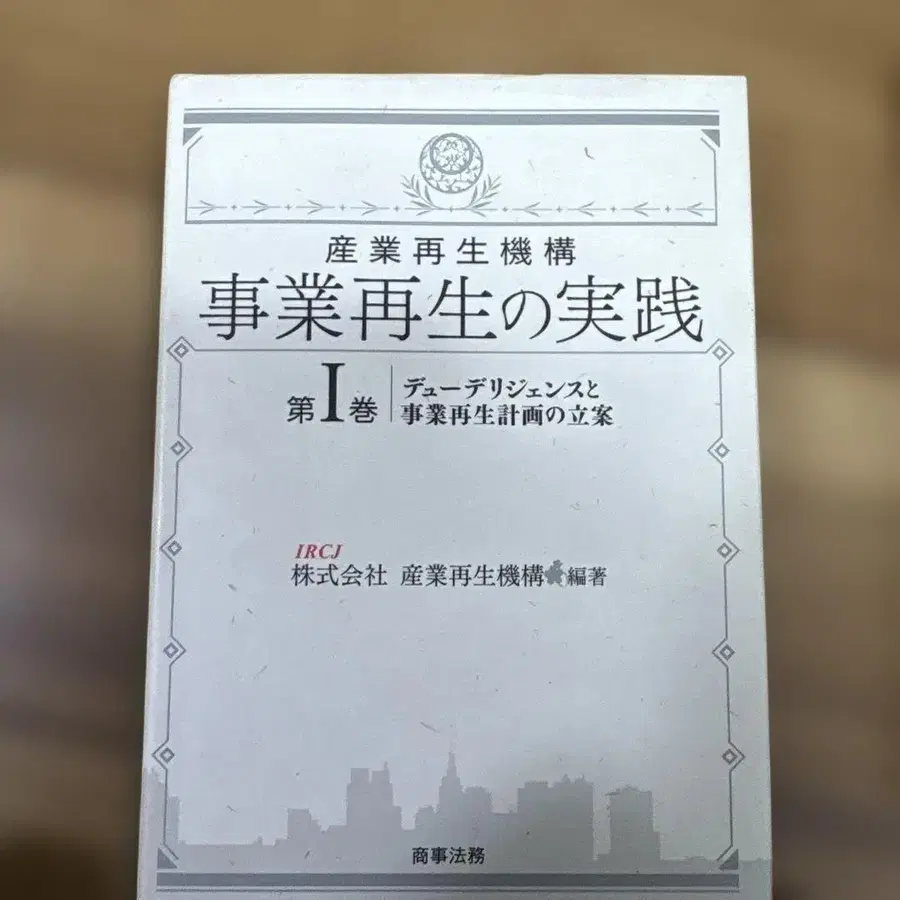 産業再生機構
事業再生の実践
第I巻
デューデリジェンスと
事業再生計画の立案
IRCJ
株式会社 産業再生機構 編著
商事法務